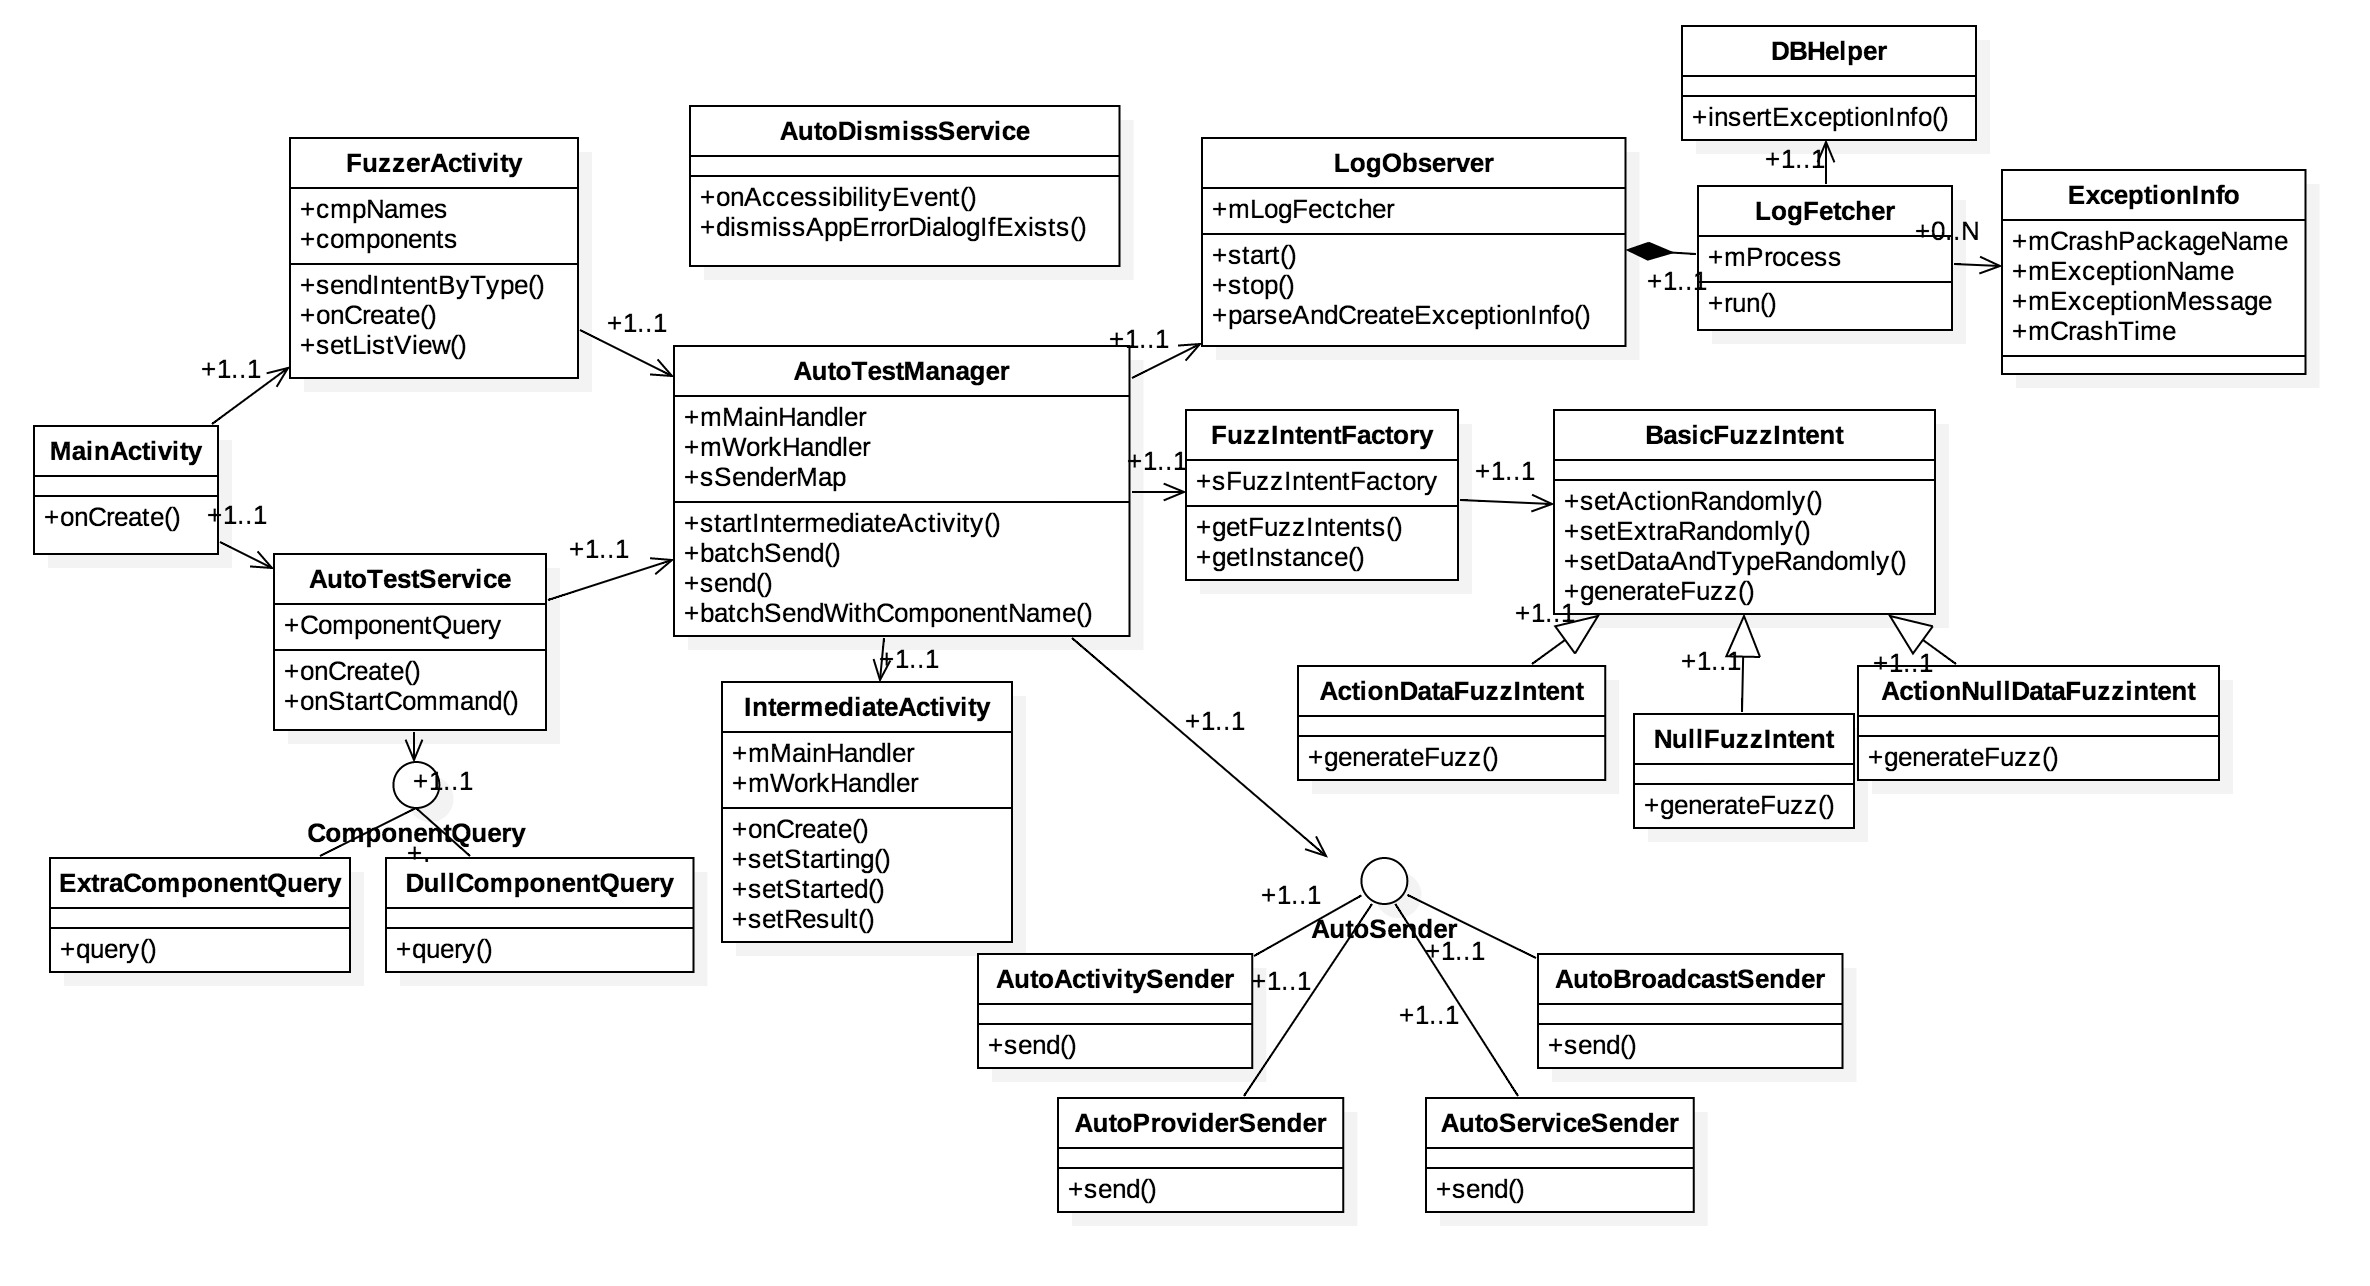 DBHelper
+insertExceptionInfo()
+1..1
AutoDismissService
+onAccessibilityEvent()
+dismissAppErrorDialogIfExists()
FuzzerActivity
+cmpNames
+components
+sendIntentByType()
+onCreate()
+setListView()
+1..1
+1..1
LogObserver
+mLogFectcher
+start()
+stop()
+parseAndCreateExceptionInfo()
+1..1
+1..1
LogFetcher
+mProcess
+run()
+0..N
ExceptionInfo
+mCrashPackageName
+mExceptionName
+mExceptionMessage
+mCrashTime
MainActivity
+onCreate()
+1..1
AutoTestManager
+mMainHandler
+mWorkHandler
+sSenderMap
+startIntermediateActivity()
+batchSend()
+send()
+batchSendWithComponentName()
+1..1
FuzzIntentFactory
+sFuzzIntentFactory
+getFuzzIntents()
+getInstance()
+1..1
BasicFuzzIntent
+setActionRandomly()
+setExtraRandomly()
+setDataAndTypeRandomly()
+generateFuzz()
+1..1
+1..1
+1..1
AutoTestService
+ComponentQuery
+onCreate()
+onStartCommand()
+1..1
+1..1
IntermediateActivity
+mMainHandler
+mWorkHandler
+onCreate()
+setStarting()
+setStarted()
+setResult()
+1..1
ActionDataFuzzIntent
+generateFuzz()
NullFuzzIntent
+generateFuzz()
ActionNullDataFuzzintent
+generateFuzz()
+1..1
ComponentQuery
+.
ExtraComponentQuery
+query()
DullComponentQuery
+query()
AutoSender
+1..1
+1..1
+1..1
+1..1
AutoActivitySender
+send()
AutoBroadcastSender
+send()
AutoProviderSender
+send()
AutoServiceSender
+send()